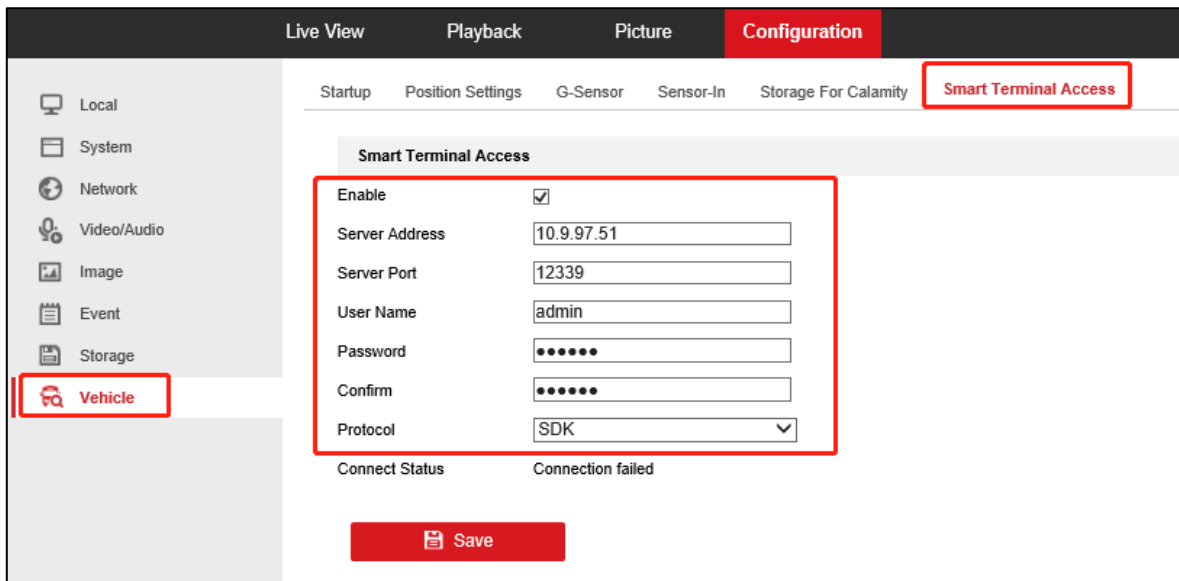 Live View Playback Picture Configuration
Startup Position Settings G-Sensor Sensor-In Storage For Calamity Smart Terminal Access
Local
System
Network
Video/Audio
Image
Event
Storage
Vehicle
Smart Terminal Access
Enable
Server Address 10.9.97.51
Server Port 12339
User Name admin
Password ••••••
Confirm ••••••
Protocol SDK
Connect Status Connection failed
Save